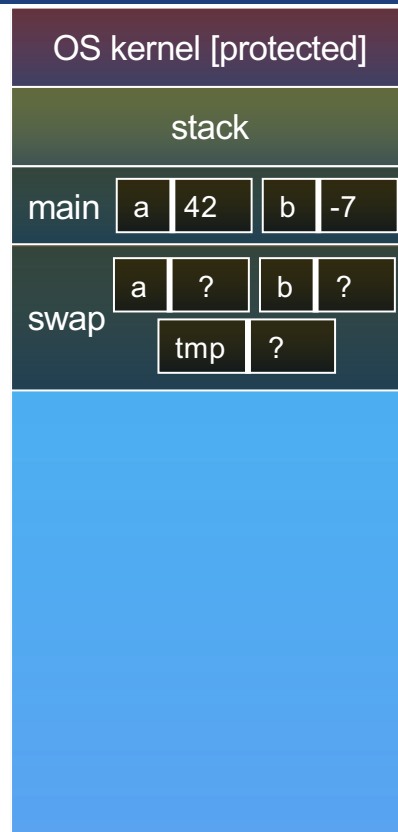 OS kernel [protected]
stack
main a 42 b -7
a ? b ?
swap
tmp ?